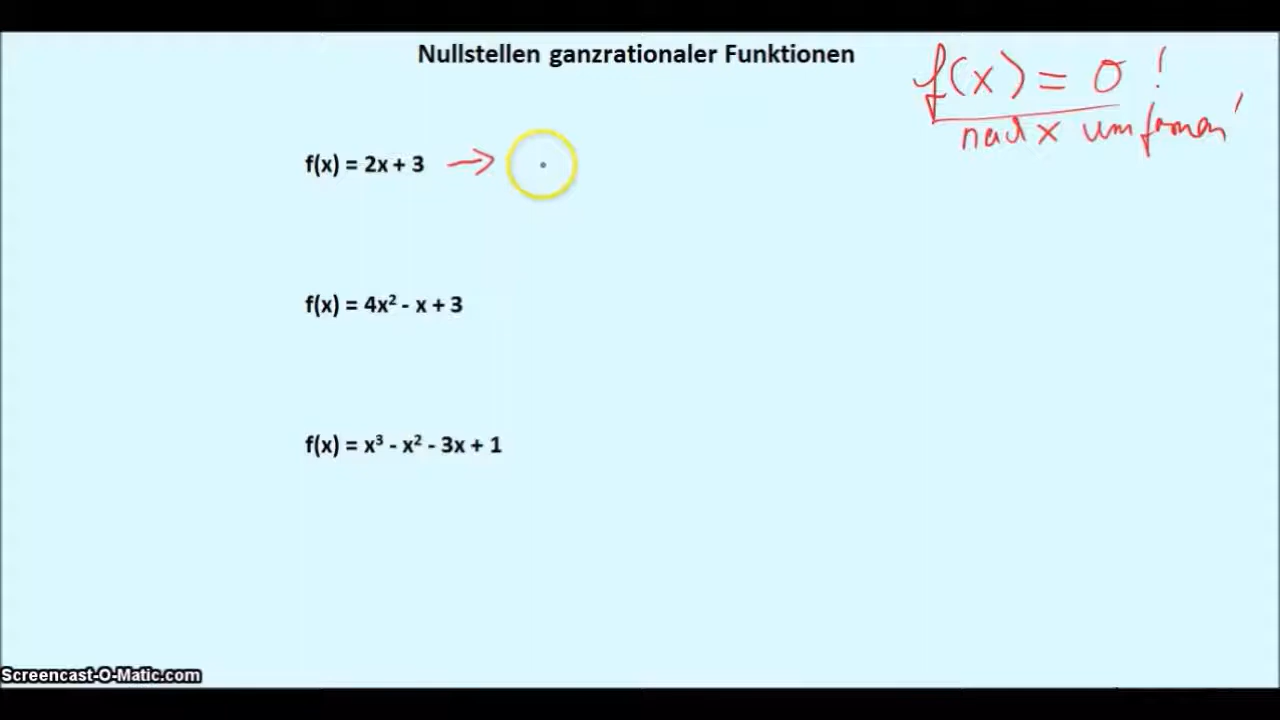 Nullstellen ganzrationaler Funktionen
f(x) = 0 !
nach x umformen!
f(x) = 2x + 3 →
f(x) = 4x² - x + 3
f(x) = x³ - x² - 3x + 1
Screencast-O-Matic.com